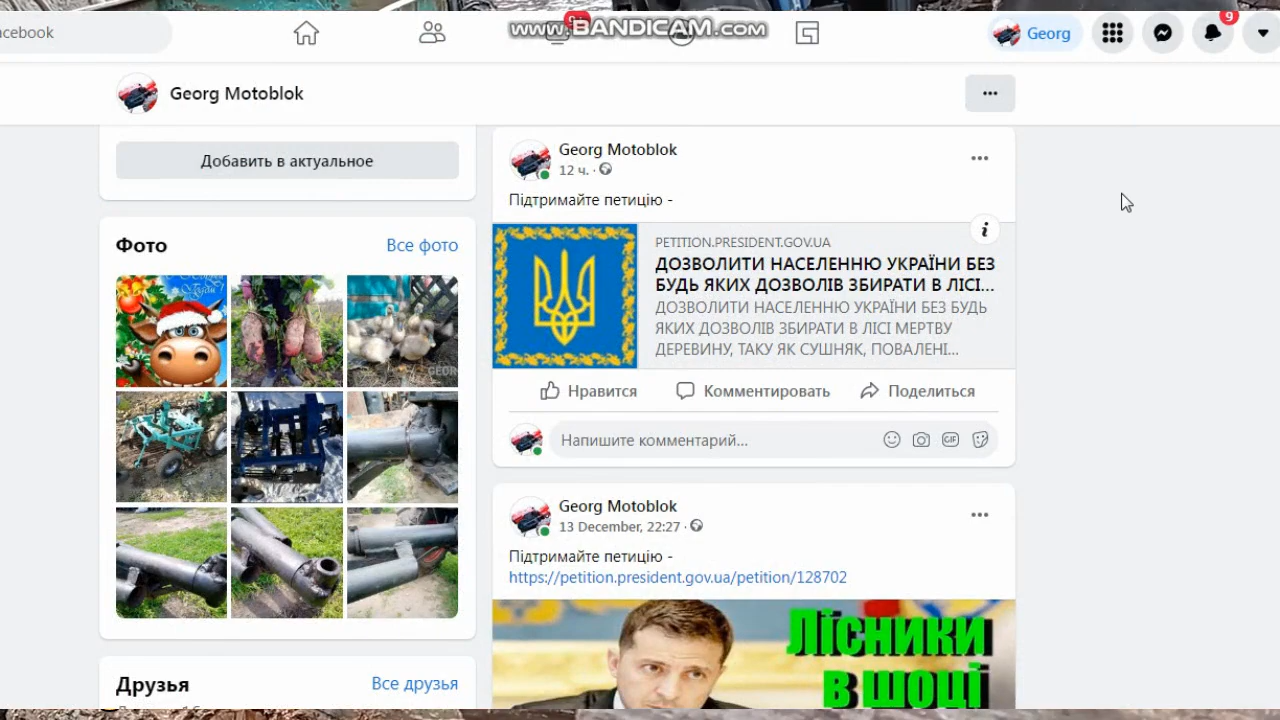 acebook
www.BANDICAM.com
9+
Georg
9
Georg Motoblok
Добавить в актуальное
Фото
Все фото
GEOR
Друзья
Все друзья
Georg Motoblok
12 ч. ·
Підтримайте петицію -
PETITION.PRESIDENT.GOV.UA
ДОЗВОЛИТИ НАСЕЛЕННЮ УКРАЇНИ БЕЗ
БУДЬ ЯКИХ ДОЗВОЛІВ ЗБИРАТИ В ЛІСІ...
ДОЗВОЛИТИ НАСЕЛЕННЮ УКРАЇНИ БЕЗ БУДЬ
ЯКИХ ДОЗВОЛІВ ЗБИРАТИ В ЛІСІ МЕРТВУ
ДЕРЕВИНУ, ТАКУ ЯК СУШНЯК, ПОВАЛЕНІ...
Нравится
Комментировать
Поделиться
Напишите комментарий...
GIF
Georg Motoblok
13 December, 22:27 ·
Підтримайте петицію -
https://petition.president.gov.ua/petition/128702
Лісники
в шоці